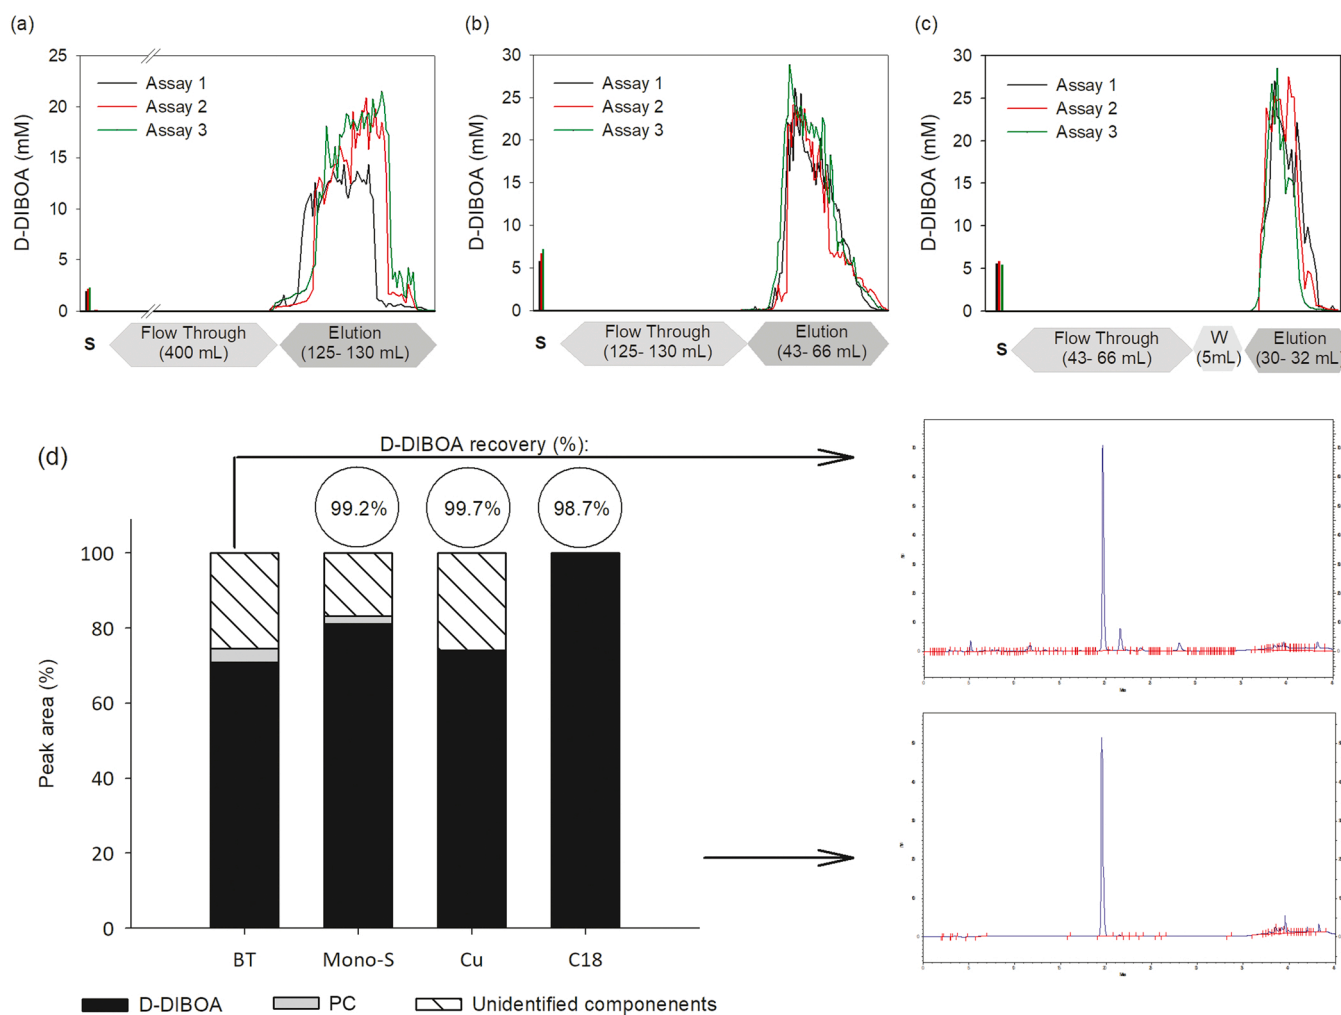 (a)
25
20
15
10
5
0
D-DIBOA (mM)
Assay 1
Assay 2
Assay 3
S
Flow Through
(400 mL)
Elution
(125- 130 mL)
(b)
30
25
20
15
10
5
0
D-DIBOA (mM)
Assay 1
Assay 2
Assay 3
S
Flow Through
(125- 130 mL)
Elution
(43- 66 mL)
(c)
30
25
20
15
10
5
0
D-DIBOA (mM)
Assay 1
Assay 2
Assay 3
S
Flow Through
(43- 66 mL)
W
(5mL)
Elution
(30- 32 mL)
(d)
D-DIBOA recovery (%):
99.2%
99.7%
98.7%
100
80
60
40
20
0
Peak area (%)
BT
Mono-S
Cu
C18
D-DIBOA
PC
Unidentified componenents